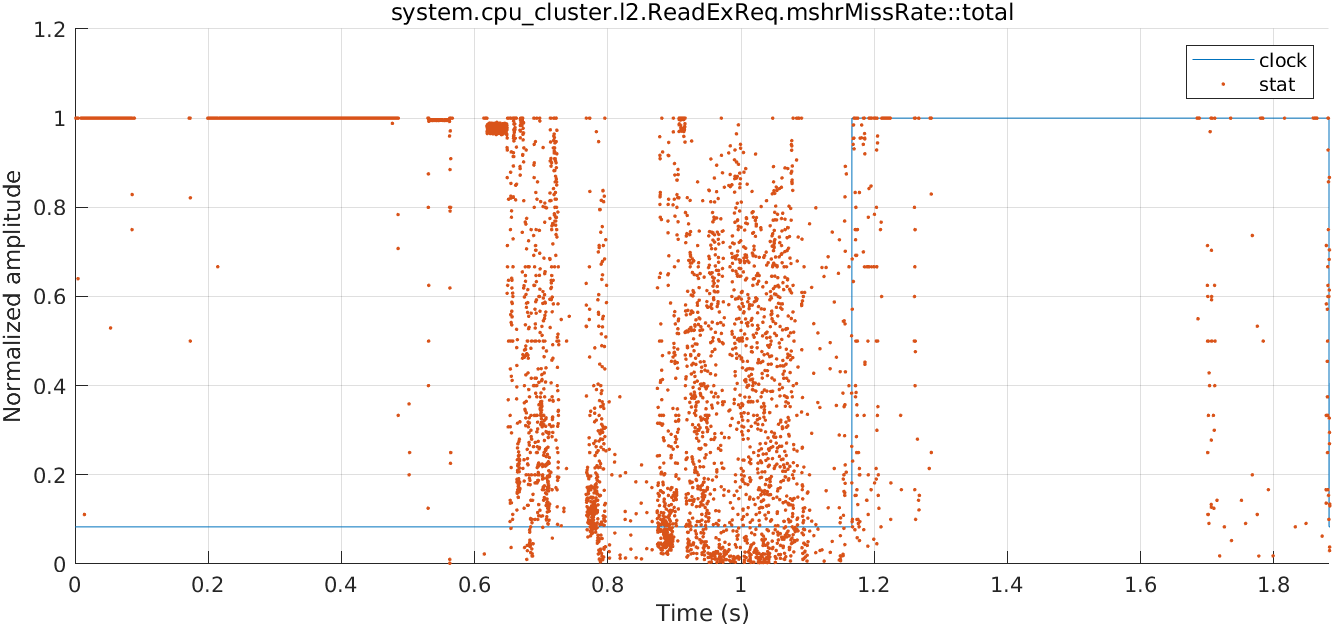 system.cpu_cluster.l2.ReadExReq.mshrMissRate::total
1.2
1
0.8
0.6
0.4
0.2
0
Normalized amplitude
clock
stat
0 0.2 0.4 0.6 0.8 1 1.2 1.4 1.6 1.8
Time (s)